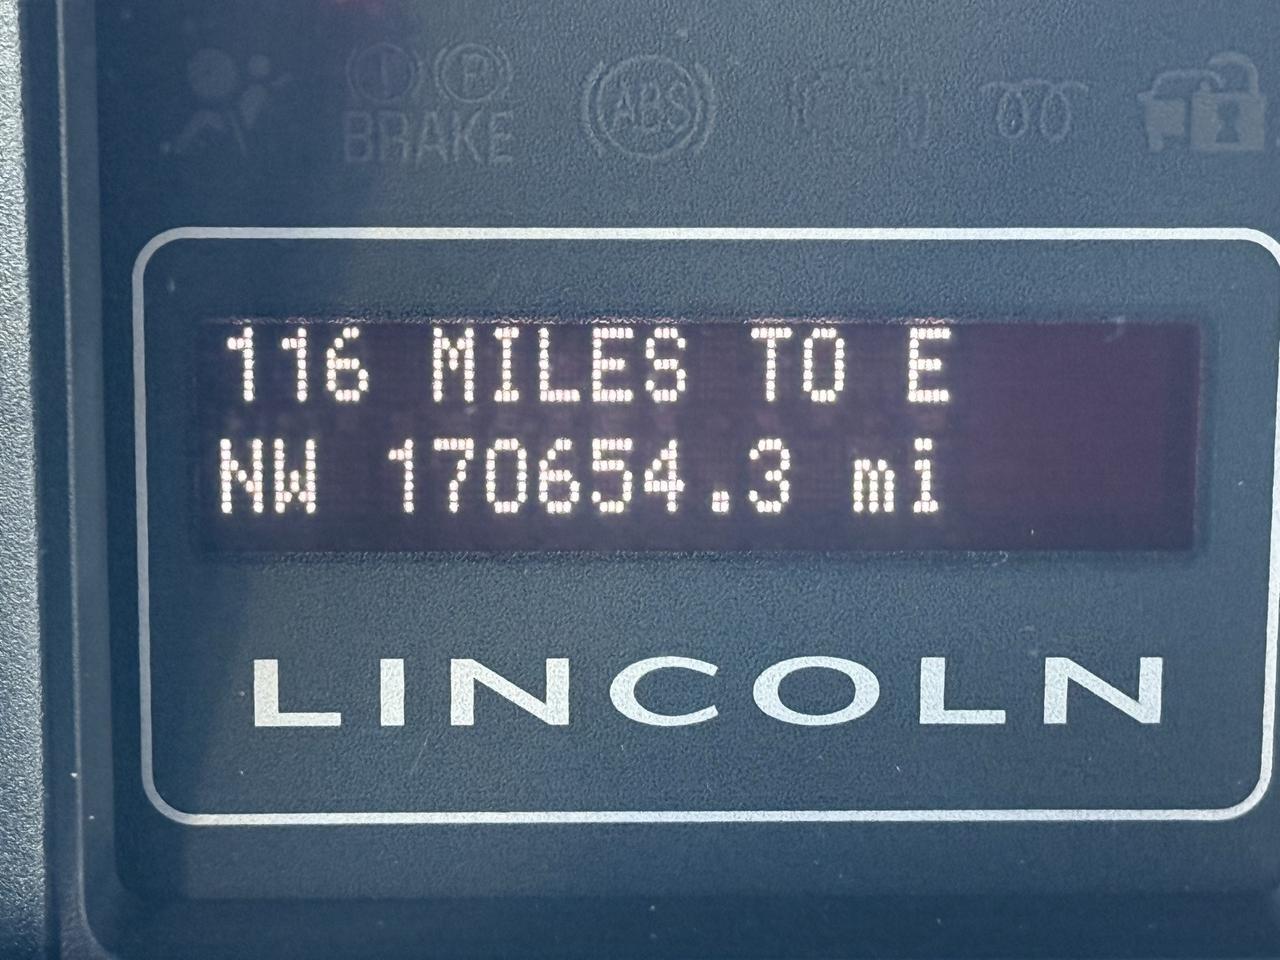 BRAKE
ABS
116 MILES TO E
NW 170654.3 mi
LINCOLN